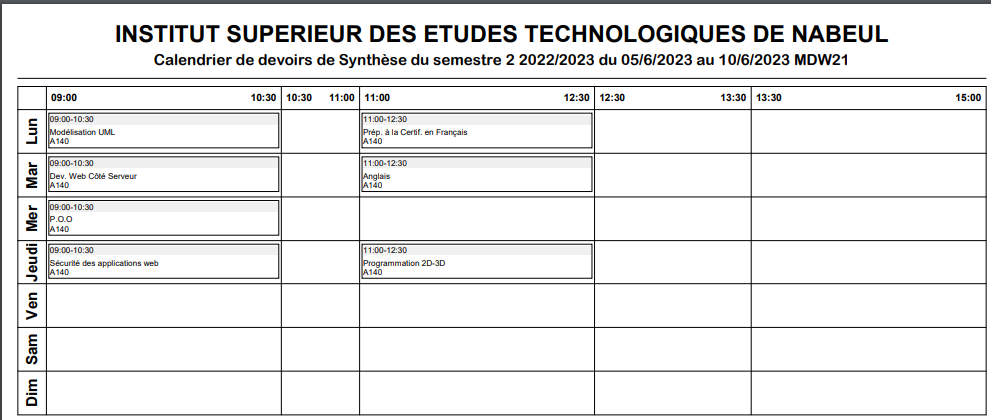 INSTITUT SUPERIEUR DES ETUDES TECHNOLOGIQUES DE NABEUL
Calendrier de devoirs de Synthèse du semestre 2 2022/2023 du 05/6/2023 au 10/6/2023 MDW21
09:00 10:30 10:30 11:00 11:00 12:30 12:30 13:30 13:30 15:00
Lun
09:00-10:30
Modélisation UML
A140
11:00-12:30
Prép. à la Certif. en Français
A140
Mar
09:00-10:30
Dev. Web Côté Serveur
A140
11:00-12:30
Anglais
A140
Mer
09:00-10:30
P.O.O
A140
Jeudi
09:00-10:30
Sécurité des applications web
A140
11:00-12:30
Programmation 2D-3D
A140
Ven
Sam
Dim